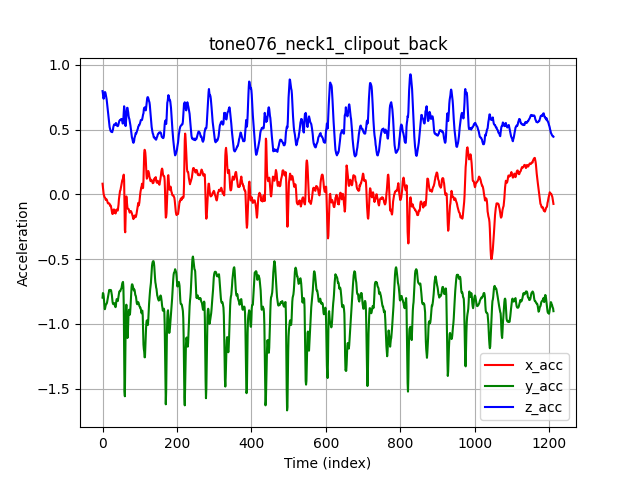 tone076_neck1_clipout_back
1.0
0.5
0.0
−0.5
−1.0
−1.5
Acceleration
0 200 400 600 800 1000 1200
Time (index)
x_acc
y_acc
z_acc